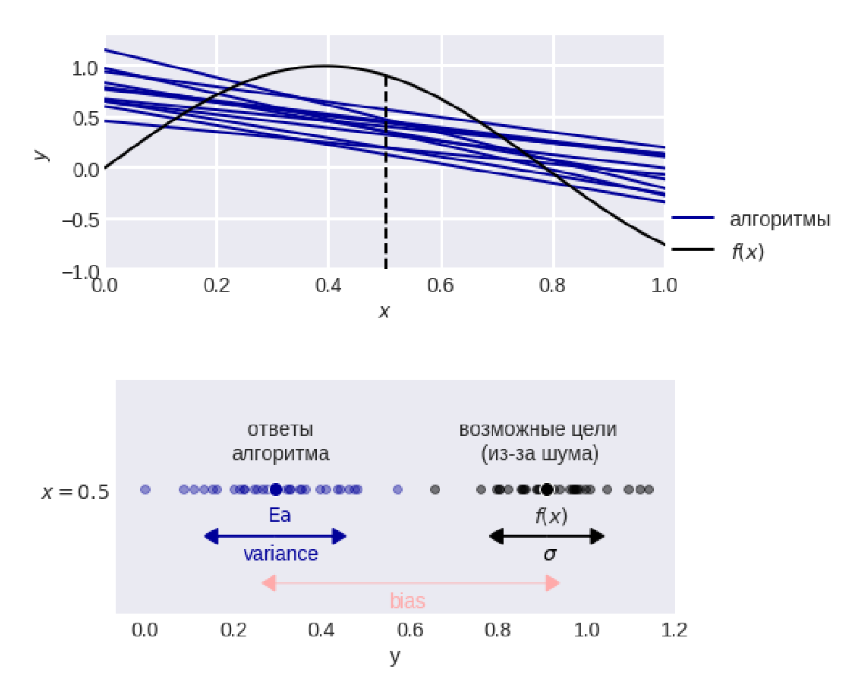 1.0
0.5
0.0
−0.5
−1.0
y
0.0 0.2 0.4 0.6 0.8 1.0
x
алгоритмы
f(x)
ответы
алгоритма
возможные цели
(из-за шума)
x = 0.5
Ea
f(x)
variance
σ
bias
0.0 0.2 0.4 0.6 0.8 1.0 1.2
y